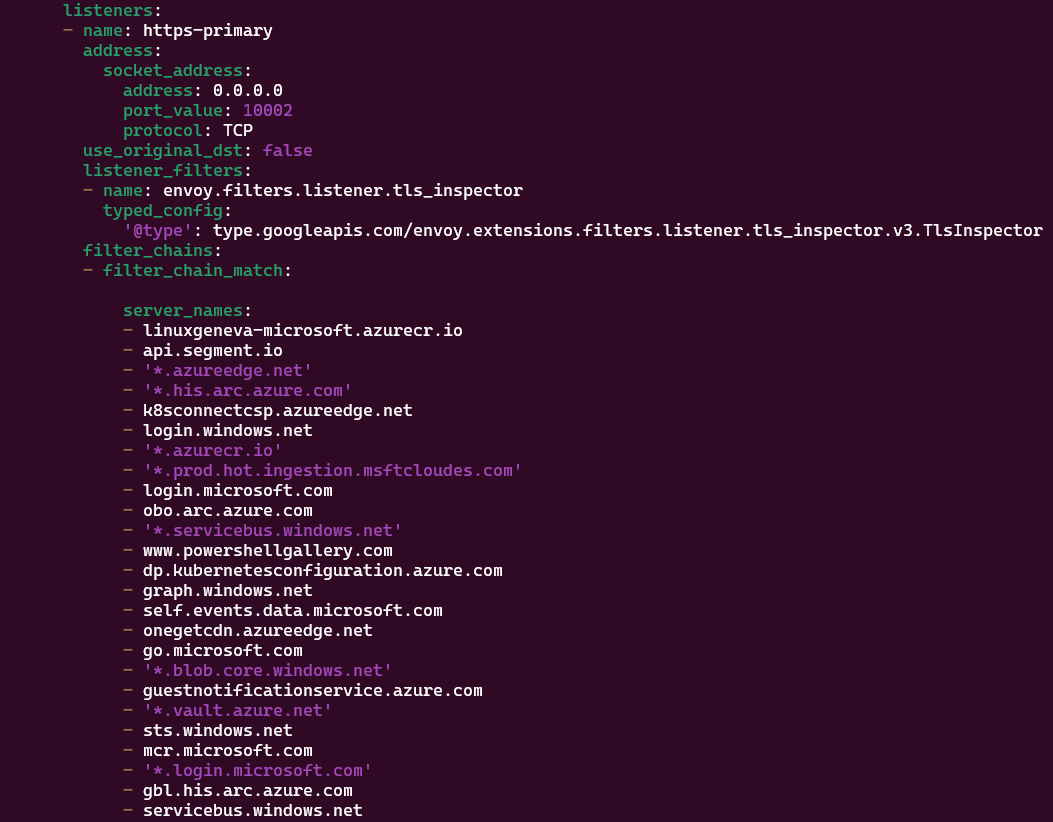 listeners:
- name: https-primary
address:
socket_address:
address: 0.0.0.0
port_value: 10002
protocol: TCP
use_original_dst: false
listener_filters:
- name: envoy.filters.listener.tls_inspector
typed_config:
'@type': type.googleapis.com/envoy.extensions.filters.listener.tls_inspector.v3.TlsInspector
filter_chains:
- filter_chain_match:
server_names:
- linuxgeneva-microsoft.azurecr.io
- api.segment.io
- '*.azureedge.net'
- '*.his.arc.azure.com'
- k8sconnectcsp.azureedge.net
- login.windows.net
- '*.azurecr.io'
- '*.prod.hot.ingestion.msftcloudes.com'
- login.microsoft.com
- obo.arc.azure.com
- '*.servicebus.windows.net'
- www.powershellgallery.com
- dp.kubernetesconfiguration.azure.com
- graph.windows.net
- self.events.data.microsoft.com
- onegetcdn.azureedge.net
- go.microsoft.com
- '*.blob.core.windows.net'
- guestnotificationservice.azure.com
- '*.vault.azure.net'
- sts.windows.net
- mcr.microsoft.com
- '*.login.microsoft.com'
- gbl.his.arc.azure.com
- servicebus.windows.net